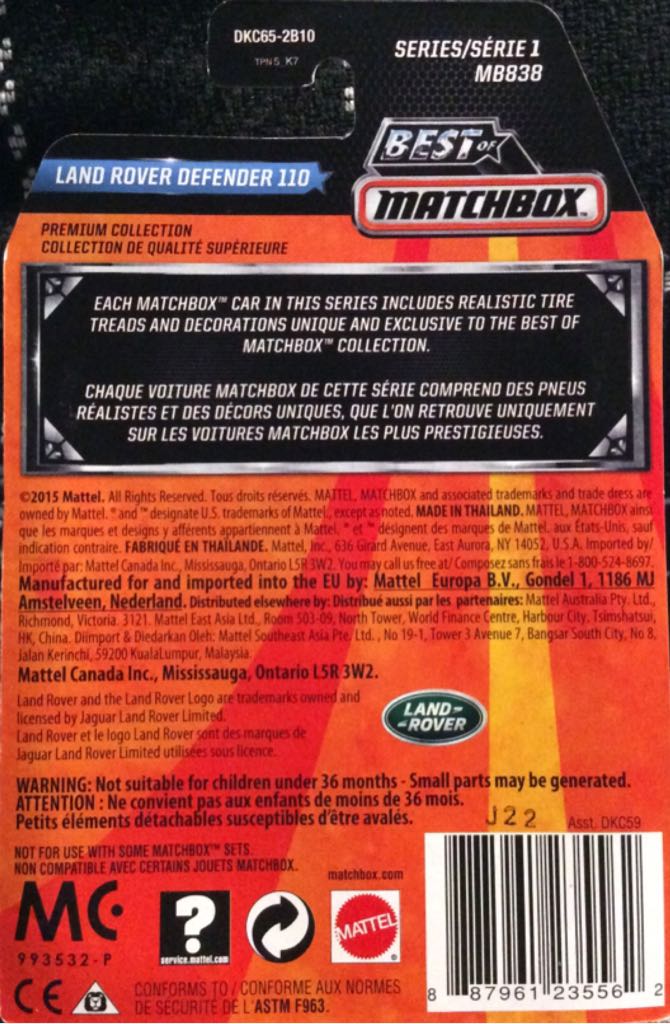 DKC65-2B10
TPN5_K7
SERIES/SÉRIE 1
MB838
BEST OF
MATCHBOX™
LAND ROVER DEFENDER 110
PREMIUM COLLECTION
COLLECTION DE QUALITÉ SUPÉRIEURE
EACH MATCHBOX™ CAR IN THIS SERIES INCLUDES REALISTIC TIRE
TREADS AND DECORATIONS UNIQUE AND EXCLUSIVE TO THE BEST OF
MATCHBOX™ COLLECTION.
CHAQUE VOITURE MATCHBOX DE CETTE SÉRIE COMPREND DES PNEUS
RÉALISTES ET DES DÉCORS UNIQUES, QUE L'ON RETROUVE UNIQUEMENT
SUR LES VOITURES MATCHBOX LES PLUS PRESTIGIEUSES.
©2015 Mattel. All Rights Reserved. Tous droits réservés. MATTEL, MATCHBOX and associated trademarks and trade dress are
owned by Mattel. ® and ™ designate U.S. trademarks of Mattel, except as noted. MADE IN THAILAND. MATTEL, MATCHBOX ainsi
que les marques et designs y afférents appartiennent à Mattel. ® et ™ désignent des marques de Mattel aux États-Unis, sauf
indication contraire. FABRIQUÉ EN THAÏLANDE. Mattel, Inc., 636 Girard Avenue, East Aurora, NY 14052, U.S.A. Imported by/
Importé par: Mattel Canada Inc., Mississauga, Ontario L5R 3W2. You may call us free at/ Composez sans frais le 1-800-524-8697.
Manufactured for and imported into the EU by: Mattel Europa B.V., Gondel 1, 1186 MJ
Amstelveen, Nederland. Distributed elsewhere by: Distribué aussi par les partenaires: Mattel Australia Pty. Ltd.,
Richmond, Victoria. 3121. Mattel East Asia Ltd., Room 503-09, North Tower, World Finance Centre, Harbour City, Tsimshatsui,
HK, China. Diimport & Diedarkan Oleh: Mattel Southeast Asia Pte. Ltd., No 19-1, Tower 3 Avenue 7, Bangsar South City, No 8,
Jalan Kerinchi, 59200 KualaLumpur, Malaysia.
Mattel Canada Inc., Mississauga, Ontario L5R 3W2.
Land Rover and the Land Rover Logo are trademarks owned and
licensed by Jaguar Land Rover Limited.
Land Rover et le logo Land Rover sont des marques de
Jaguar Land Rover Limited utilisées sous licence.
LAND-
-ROVER
WARNING: Not suitable for children under 36 months - Small parts may be generated.
ATTENTION : Ne convient pas aux enfants de moins de 36 mois.
Petits éléments détachables susceptibles d'être avalés.
J22
Asst. DKC59
NOT FOR USE WITH SOME MATCHBOX™ SETS.
NON COMPATIBLE AVEC CERTAINS JOUETS MATCHBOX.
matchbox.com
MC
993532-P
?
service.mattel.com
MATTEL
®
CE
CONFORMS TO / CONFORME AUX NORMES
DE SÉCURITÉ DE L'ASTM F963.
8 87961 23556 2